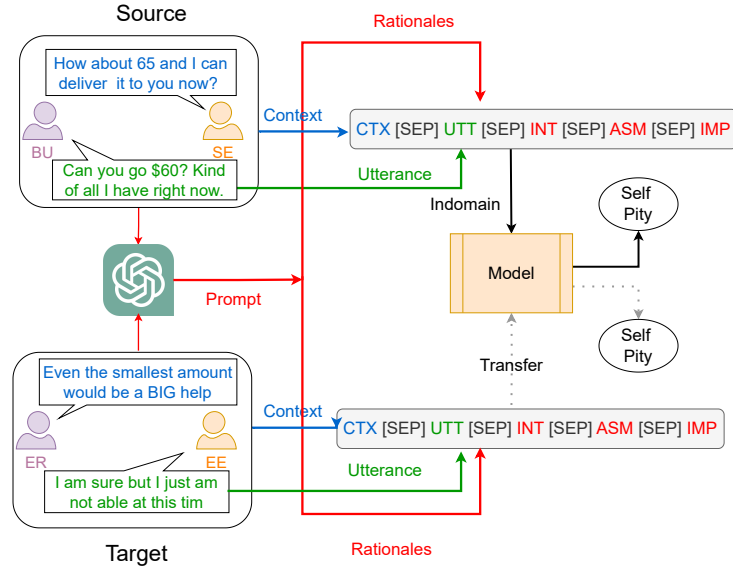 Source
Rationales
How about 65 and I can
deliver it to you now?
Context
CTX [SEP] UTT [SEP] INT [SEP] ASM [SEP] IMP
BU
SE
Can you go $60? Kind
of all I have right now.
Utterance
Indomain
Self
Pity
Model
Prompt
Self
Pity
Transfer
Even the smallest amount
would be a BIG help
Context
CTX [SEP] UTT [SEP] INT [SEP] ASM [SEP] IMP
ER
EE
Utterance
I am sure but I just am
not able at this tim
Target
Rationales